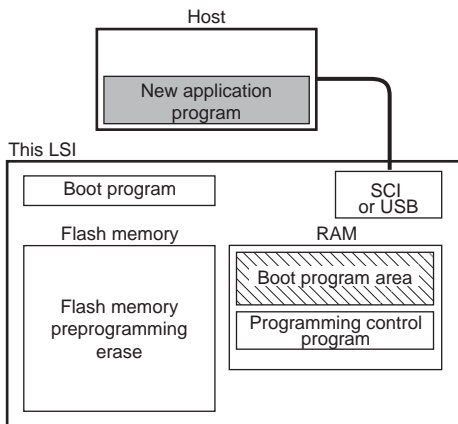 Host
New application
program
This LSI
Boot program
SCI
or USB
Flash memory
RAM
Flash memory
preprogramming
erase
Boot program area
Programming control
program